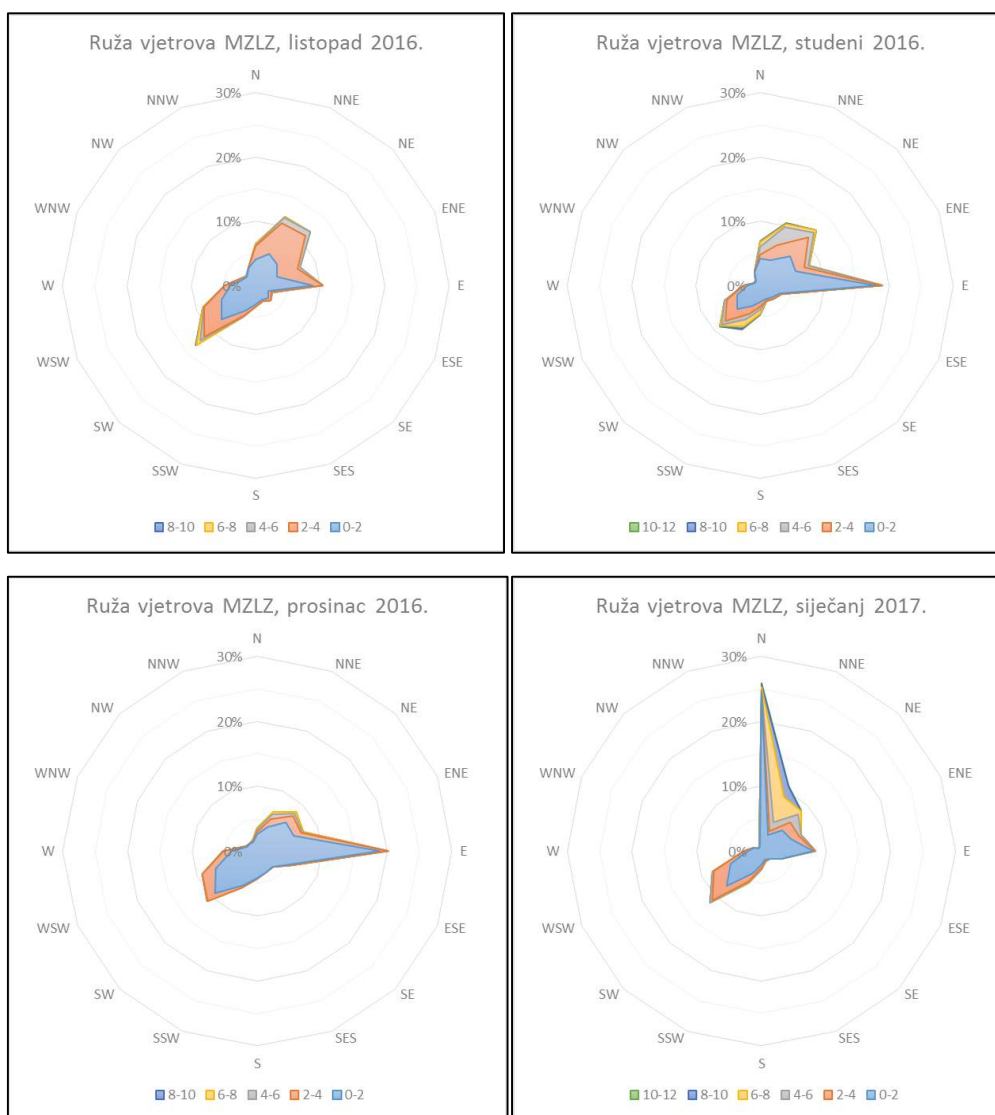 Ruža vjetrova MZLZ, listopad 2016.
N
NNW
30%
NNE
NW
NE
20%
WNW
ENE
10%
W
0%
E
WSW
ESE
SW
SE
SSW
SES
S
8-10 6-8 4-6 2-4 0-2
Ruža vjetrova MZLZ, studeni 2016.
N
NNW
30%
NNE
NW
NE
20%
WNW
ENE
10%
W
0%
E
WSW
ESE
SW
SE
SSW
SES
S
10-12 8-10 6-8 4-6 2-4 0-2
Ruža vjetrova MZLZ, prosinac 2016.
N
NNW
30%
NNE
NW
NE
20%
WNW
ENE
10%
W
0%
E
WSW
ESE
SW
SE
SSW
SES
S
8-10 6-8 4-6 2-4 0-2
Ruža vjetrova MZLZ, siječanj 2017.
N
NNW
30%
NNE
NW
NE
20%
WNW
ENE
10%
W
0%
E
WSW
ESE
SW
SE
SSW
SES
S
10-12 8-10 6-8 4-6 2-4 0-2